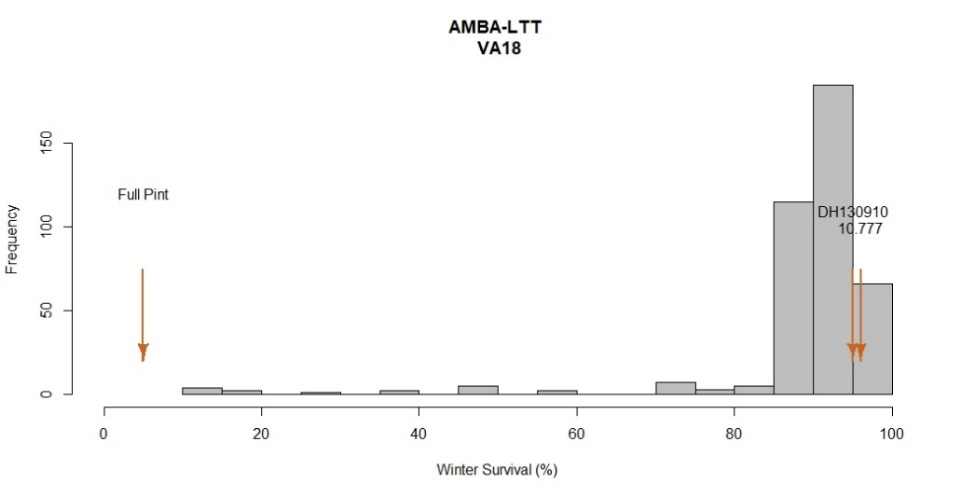 AMBA-LTT
VA18
Frequency
150
100
50
0
Full Pint
DH130910
10.777
0 20 40 60 80 100
Winter Survival (%)